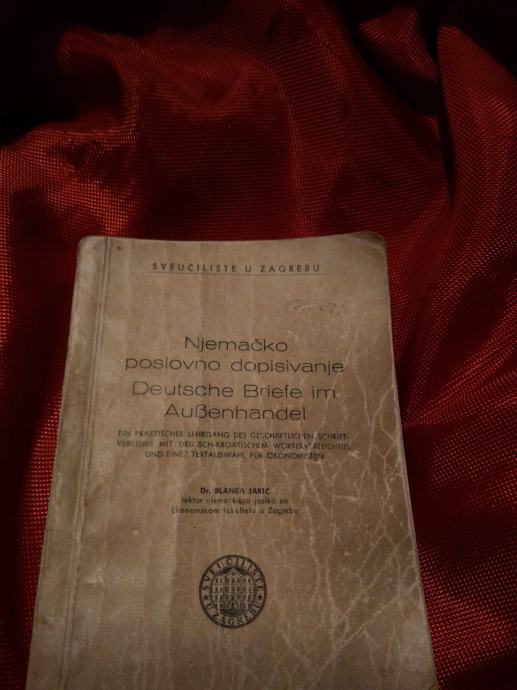 SVEUČILIŠTE U ZAGREBU
Njemačko
poslovno dopisivanje
Deutsche Briefe im
Außenhandel
EIN PRAKTISCHER LEHRGANG DES GESCHÄFTLICHEN SCHRIFT-
VERKEHRS MIT DEUTSCH-KROATISCHEM WÖRTERVERZEICHNIS
UND EINER TEXTAUSWAHL FÜR ÖKONOMISTEN
Dr. BLANKA JAKIĆ
lektor njemačkoga jezika na
Ekonomskom fakultetu u Zagrebu
SVEUČILIŠTE
U ZAGREBU